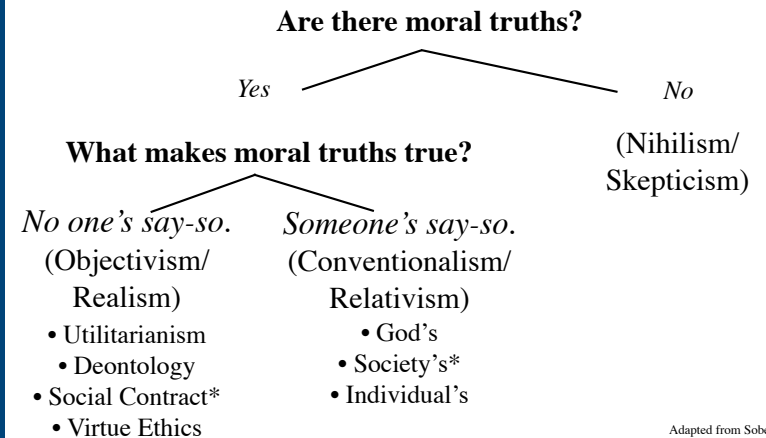 Are there moral truths?
Yes
No
(Nihilism/
Skepticism)
What makes moral truths true?
No one's say-so.
(Objectivism/
Realism)
• Utilitarianism
• Deontology
• Social Contract*
• Virtue Ethics
Someone's say-so.
(Conventionalism/
Relativism)
• God's
• Society's*
• Individual's
Adapted from